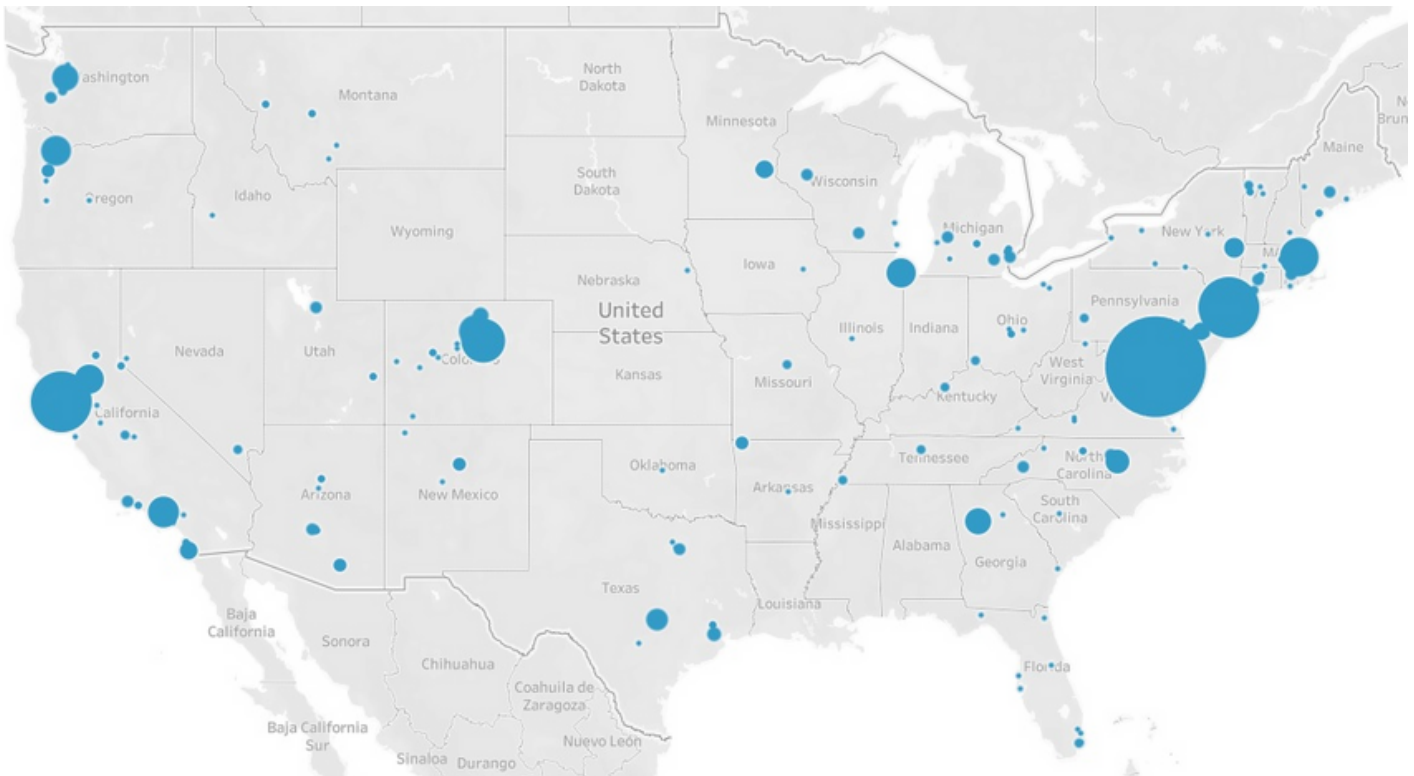 ashington
Montana
North
Dakota
Minnesota
Maine
Oregon
Idaho
South
Dakota
Wisconsin
Wyoming
Michigan
New York
MA
Nebraska
Iowa
Pennsylvania
United
States
Illinois
Indiana
Ohio
Nevada
Utah
Colorado
Kansas
Missouri
West
Virginia
Kentucky
California
Arizona
New Mexico
Oklahoma
Arkansas
Tennessee
North
Carolina
South
Carolina
Mississippi
Alabama
Georgia
Texas
Louisiana
Baja
California
Sonora
Chihuahua
Coahuila de
Zaragoza
Florida
Baja California
Sur
Nuevo León
Sinaloa
Durango